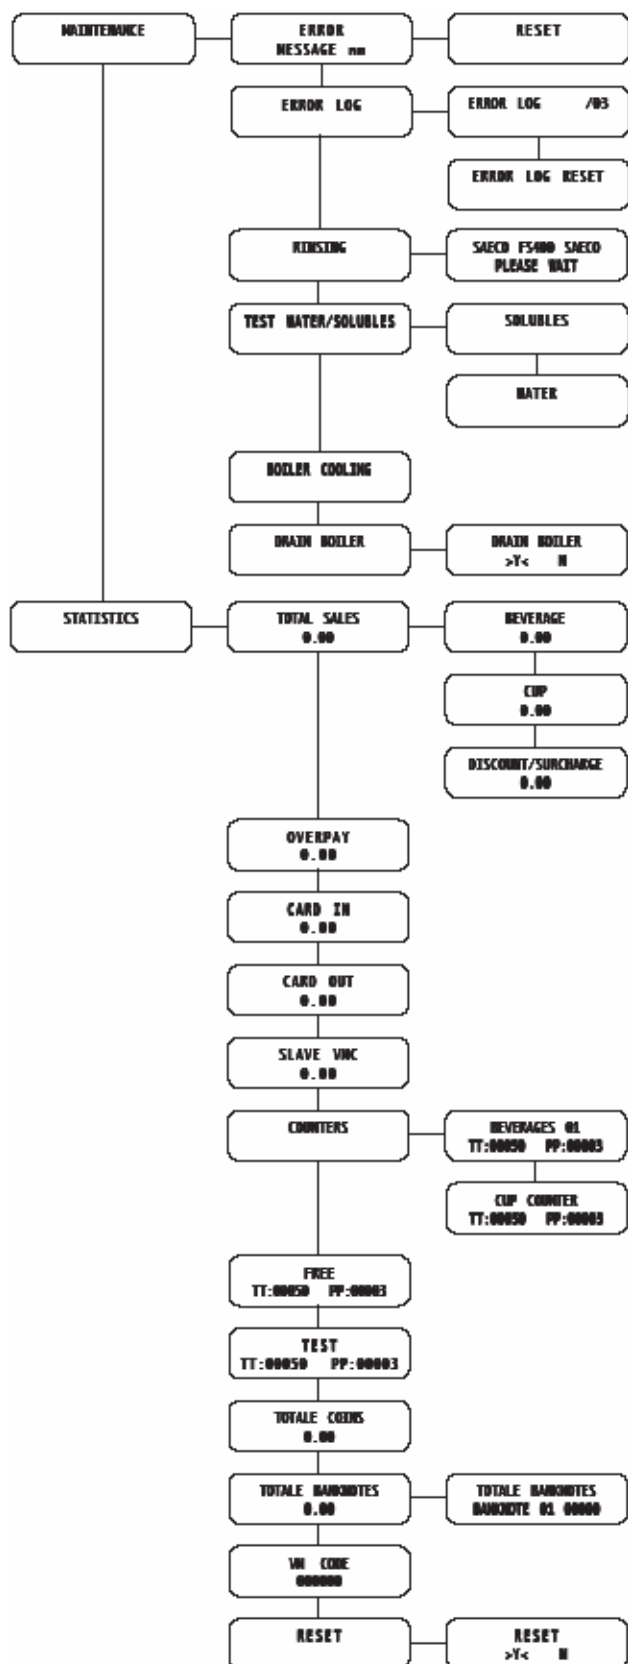 MAINTENANCE
ERROR
MESSAGE nn
RESET
ERROR LOG
ERROR LOG /03
ERROR LOG RESET
RINSING
SAECO FS400 SAECO
PLEASE WAIT
TEST WATER/SOLUBLES
SOLUBLES
WATER
BOILER COOLING
DRAIN BOILER
DRAIN BOILER
>Y< N
STATISTICS
TOTAL SALES
0.00
BEVERAGE
0.00
CUP
0.00
DISCOUNT/SURCHARGE
0.00
OVERPAY
0.00
CARD IN
0.00
CARD OUT
0.00
SLAVE VMC
0.00
COUNTERS
BEVERAGES 01
TT:00050 PP:00003
CUP COUNTER
TT:00050 PP:00003
FREE
TT:00050 PP:00003
TEST
TT:00050 PP:00003
TOTALE COINS
0.00
TOTALE BANKNOTES
0.00
TOTALE BANKNOTES
BANKNOTE 01 00000
VM CODE
000000
RESET
RESET
>Y< N